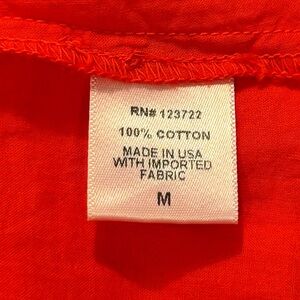 RN# 123722
100% COTTON
MADE IN USA
WITH IMPORTED
FABRIC
M